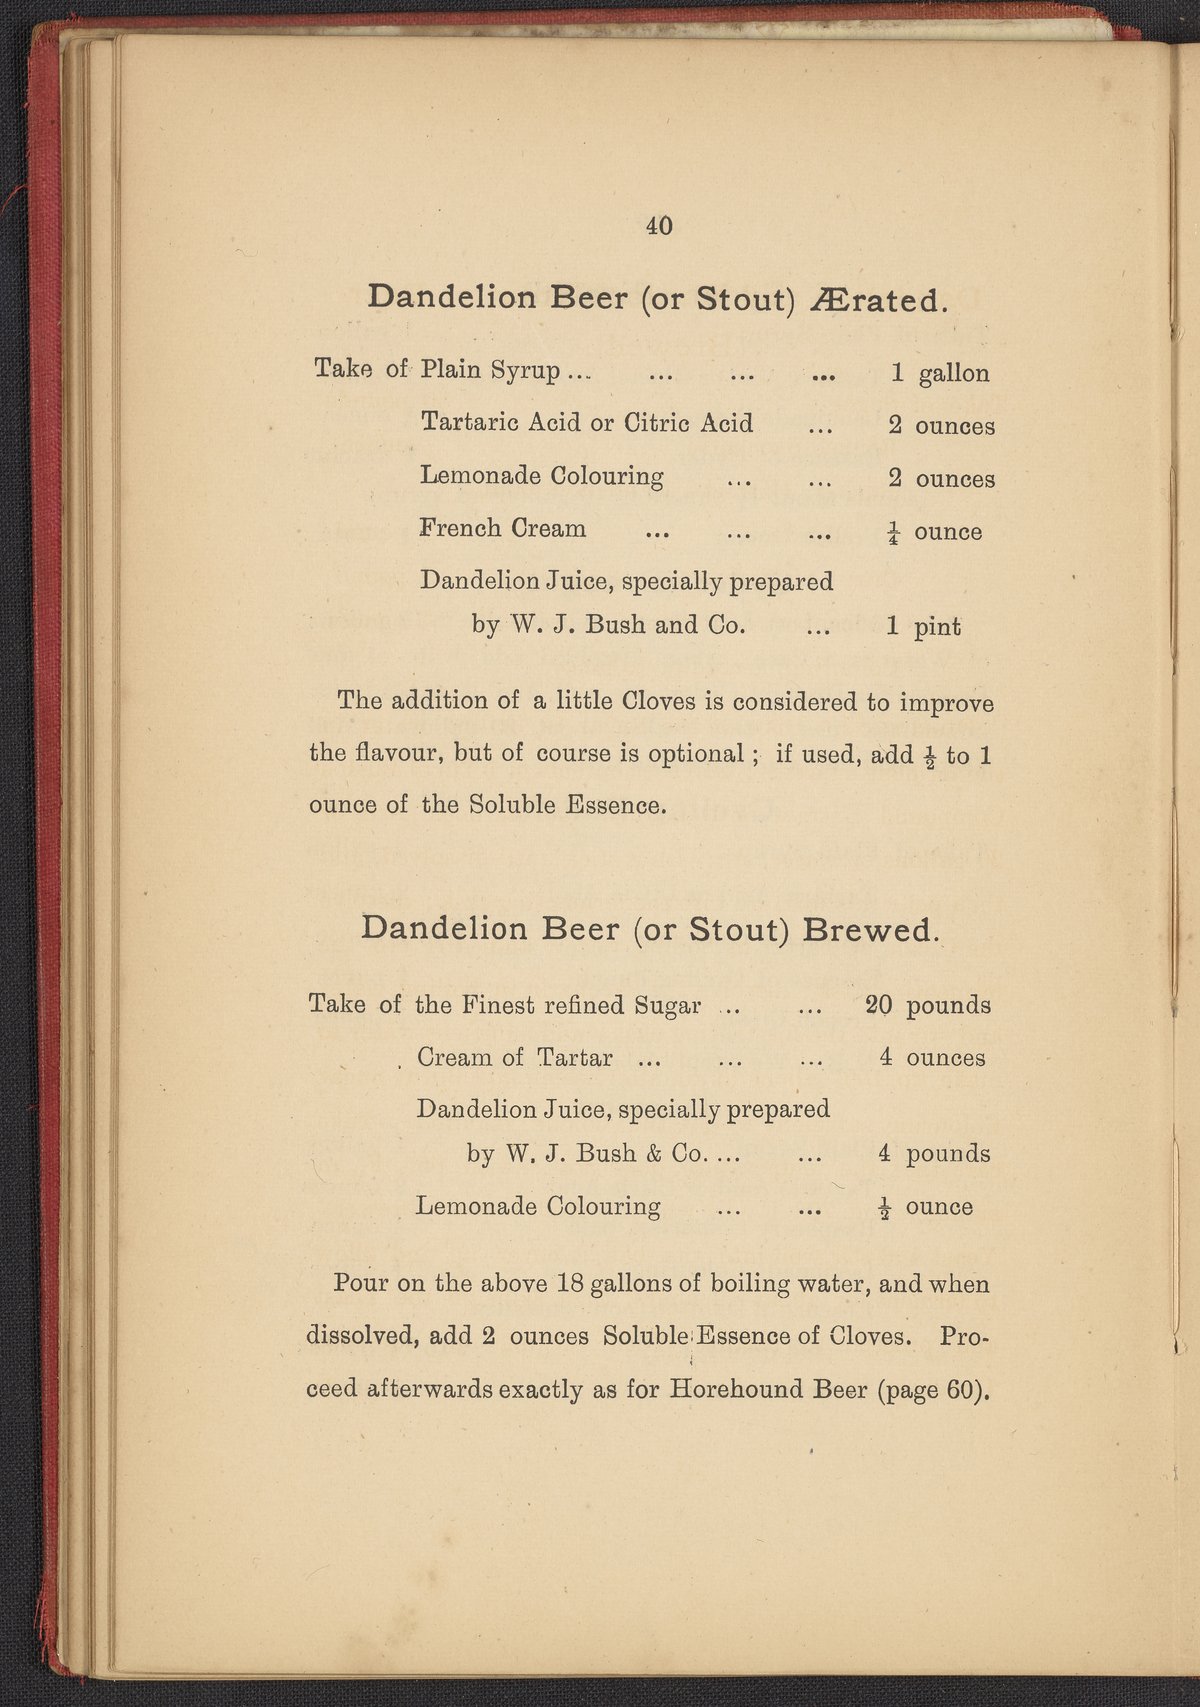 40
Dandelion Beer (or Stout) Ærated.
Take of Plain Syrup ... ... ... ... 1 gallon
Tartaric Acid or Citric Acid ... 2 ounces
Lemonade Colouring ... ... 2 ounces
French Cream ... ... ... ¼ ounce
Dandelion Juice, specially prepared
by W. J. Bush and Co. ... 1 pint
The addition of a little Cloves is considered to improve
the flavour, but of course is optional ; if used, add ½ to 1
ounce of the Soluble Essence.
Dandelion Beer (or Stout) Brewed.
Take of the Finest refined Sugar ... ... 20 pounds
Cream of Tartar ... ... ... 4 ounces
Dandelion Juice, specially prepared
by W. J. Bush & Co. ... ... 4 pounds
Lemonade Colouring ... ... ½ ounce
Pour on the above 18 gallons of boiling water, and when
dissolved, add 2 ounces Soluble Essence of Cloves. Pro-
ceed afterwards exactly as for Horehound Beer (page 60).